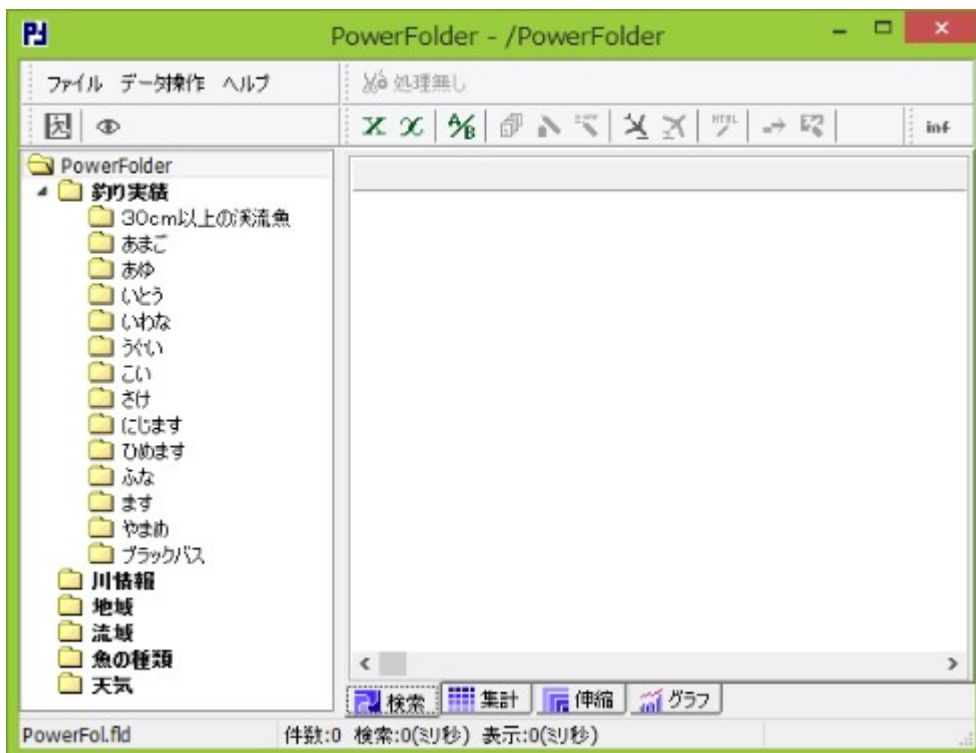 PowerFolder - /PowerFolder
ファイル データ操作 ヘルプ
処理無し
A/B
HTML
inf
PowerFolder
釣り実績
30cm以上の渓流魚
あまご
あゆ
いとう
いわな
うぐい
こい
さけ
にじます
ひめます
ふな
ます
やまめ
ブラックバス
川情報
地域
流域
魚の種類
天気
検索 集計 伸縮 グラフ
PowerFol.fld 件数:0 検索:0(ミリ秒) 表示:0(ミリ秒)